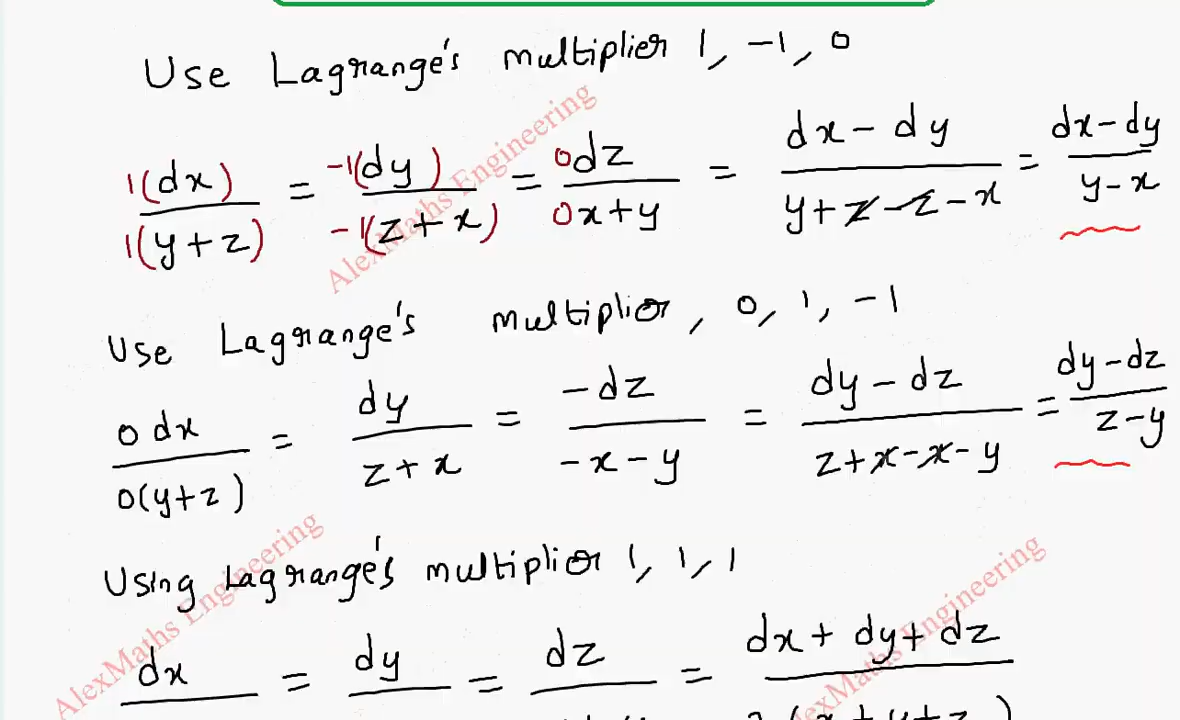 Use Lagrange's multiplier 1, -1, 0
1(dx)/1(y+z) = -1(dy)/-1(z+x) = 0dz/0x+y = dx-dy/y+z-z-x = dx-dy/y-x
Use Lagrange's multiplier, 0, 1, -1
0dx/0(y+z) = dy/z+x = -dz/-x-y = dy-dz/z+x-x-y = dy-dz/z-y
Using Lagrange's multiplier 1, 1, 1
dx = dy = dz = dx+dy+dz
AlexMaths Engineering
AlexMaths Engineering
AlexMaths Engineering